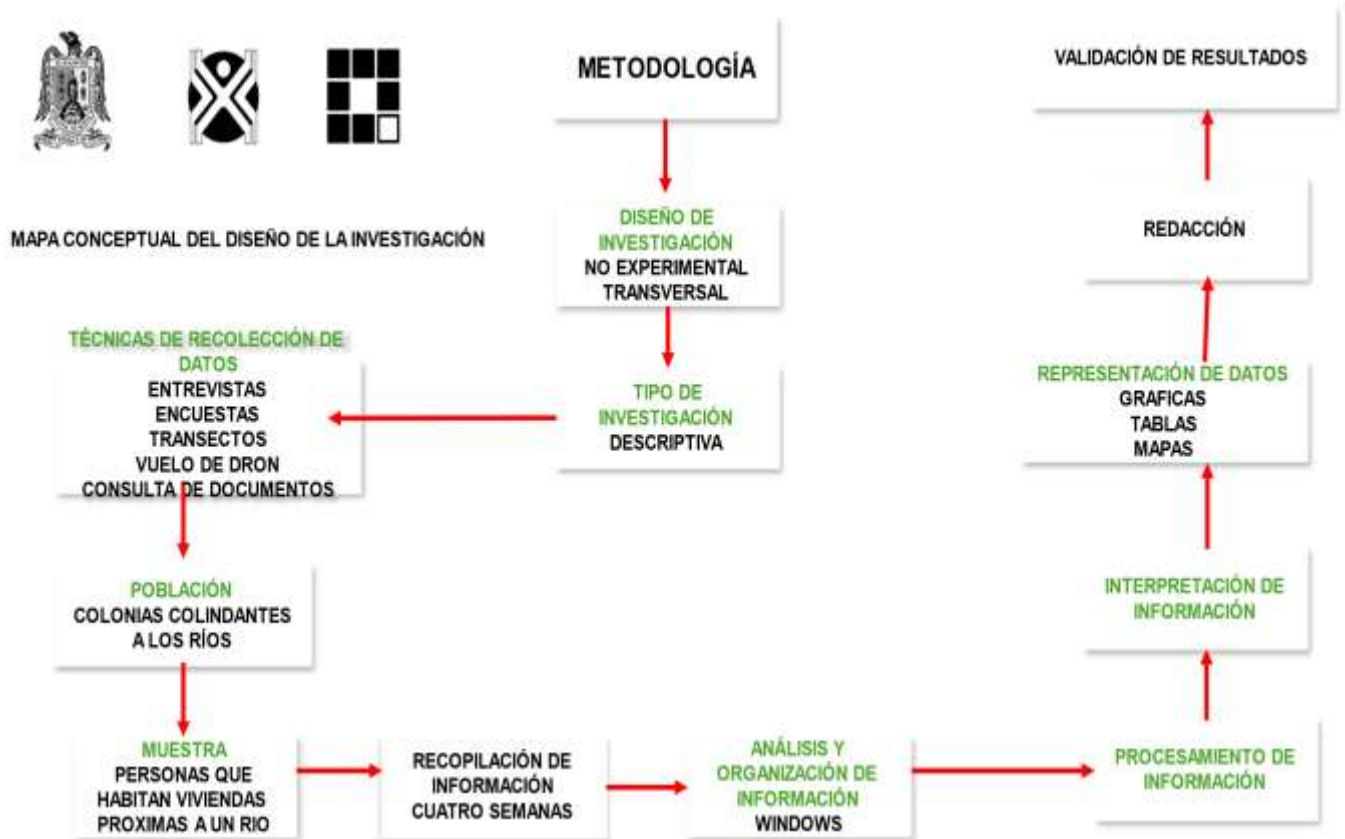 METODOLOGÍA
VALIDACIÓN DE RESULTADOS
MAPA CONCEPTUAL DEL DISEÑO DE LA INVESTIGACIÓN
DISEÑO DE
INVESTIGACIÓN
NO EXPERIMENTAL
TRANSVERSAL
REDACCIÓN
TÉCNICAS DE RECOLECCIÓN DE
DATOS
ENTREVISTAS
ENCUESTAS
TRANSECTOS
VUELO DE DRON
CONSULTA DE DOCUMENTOS
TIPO DE
INVESTIGACIÓN
DESCRIPTIVA
REPRESENTACIÓN DE DATOS
GRAFICAS
TABLAS
MAPAS
POBLACIÓN
COLONIAS COLINDANTES
A LOS RÍOS
INTERPRETACIÓN DE
INFORMACIÓN
MUESTRA
PERSONAS QUE
HABITAN VIVIENDAS
PROXIMAS A UN RIO
RECOPILACIÓN DE
INFORMACIÓN
CUATRO SEMANAS
ANÁLISIS Y
ORGANIZACIÓN DE
INFORMACIÓN
WINDOWS
PROCESAMIENTO DE
INFORMACIÓN